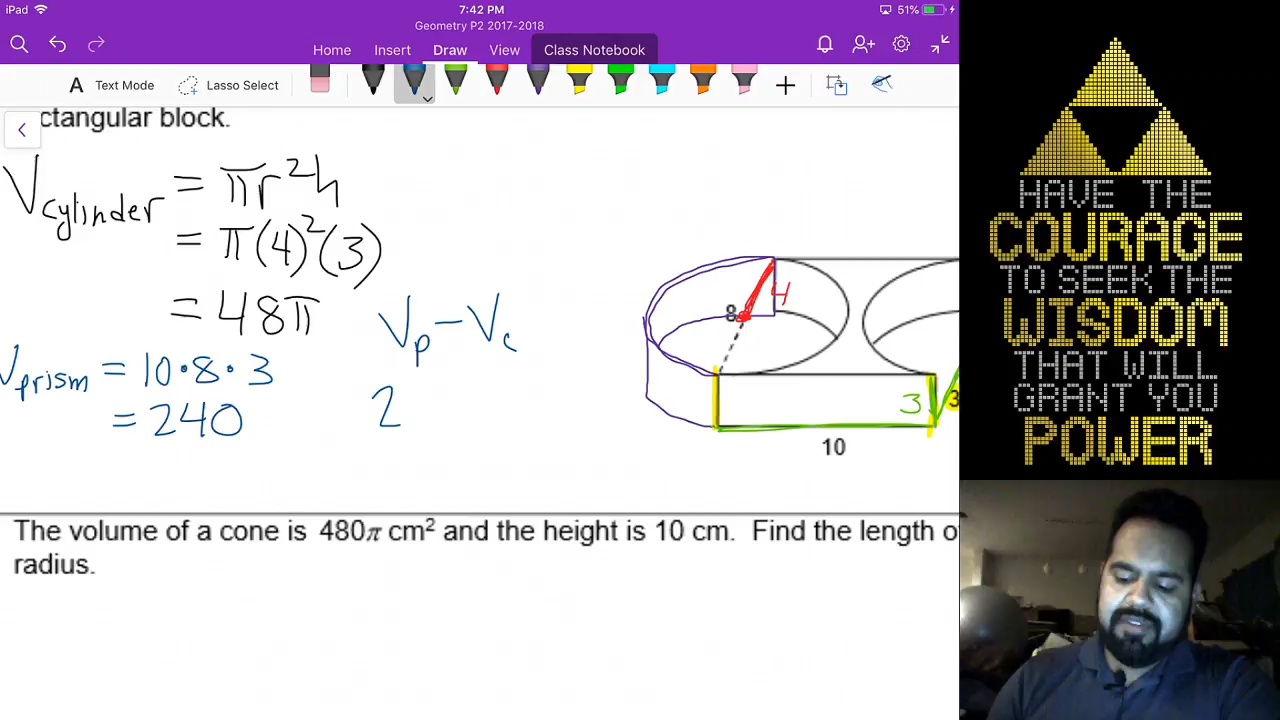 iPad 7:42 PM 51%
Geometry P2 2017-2018
Home Insert Draw View Class Notebook
A Text Mode Lasso Select
ctangular block.
Vcylinder = πr²h
= π(4)²(3)
= 48π
Vp - Vc
Vprism = 10·8·3
= 240
2
8
4
3
3
10
The volume of a cone is 480π cm² and the height is 10 cm. Find the length o
radius.
HAVE THE
COURAGE
TO SEEK THE
WISDOM
THAT WILL
GRANT YOU
POWER